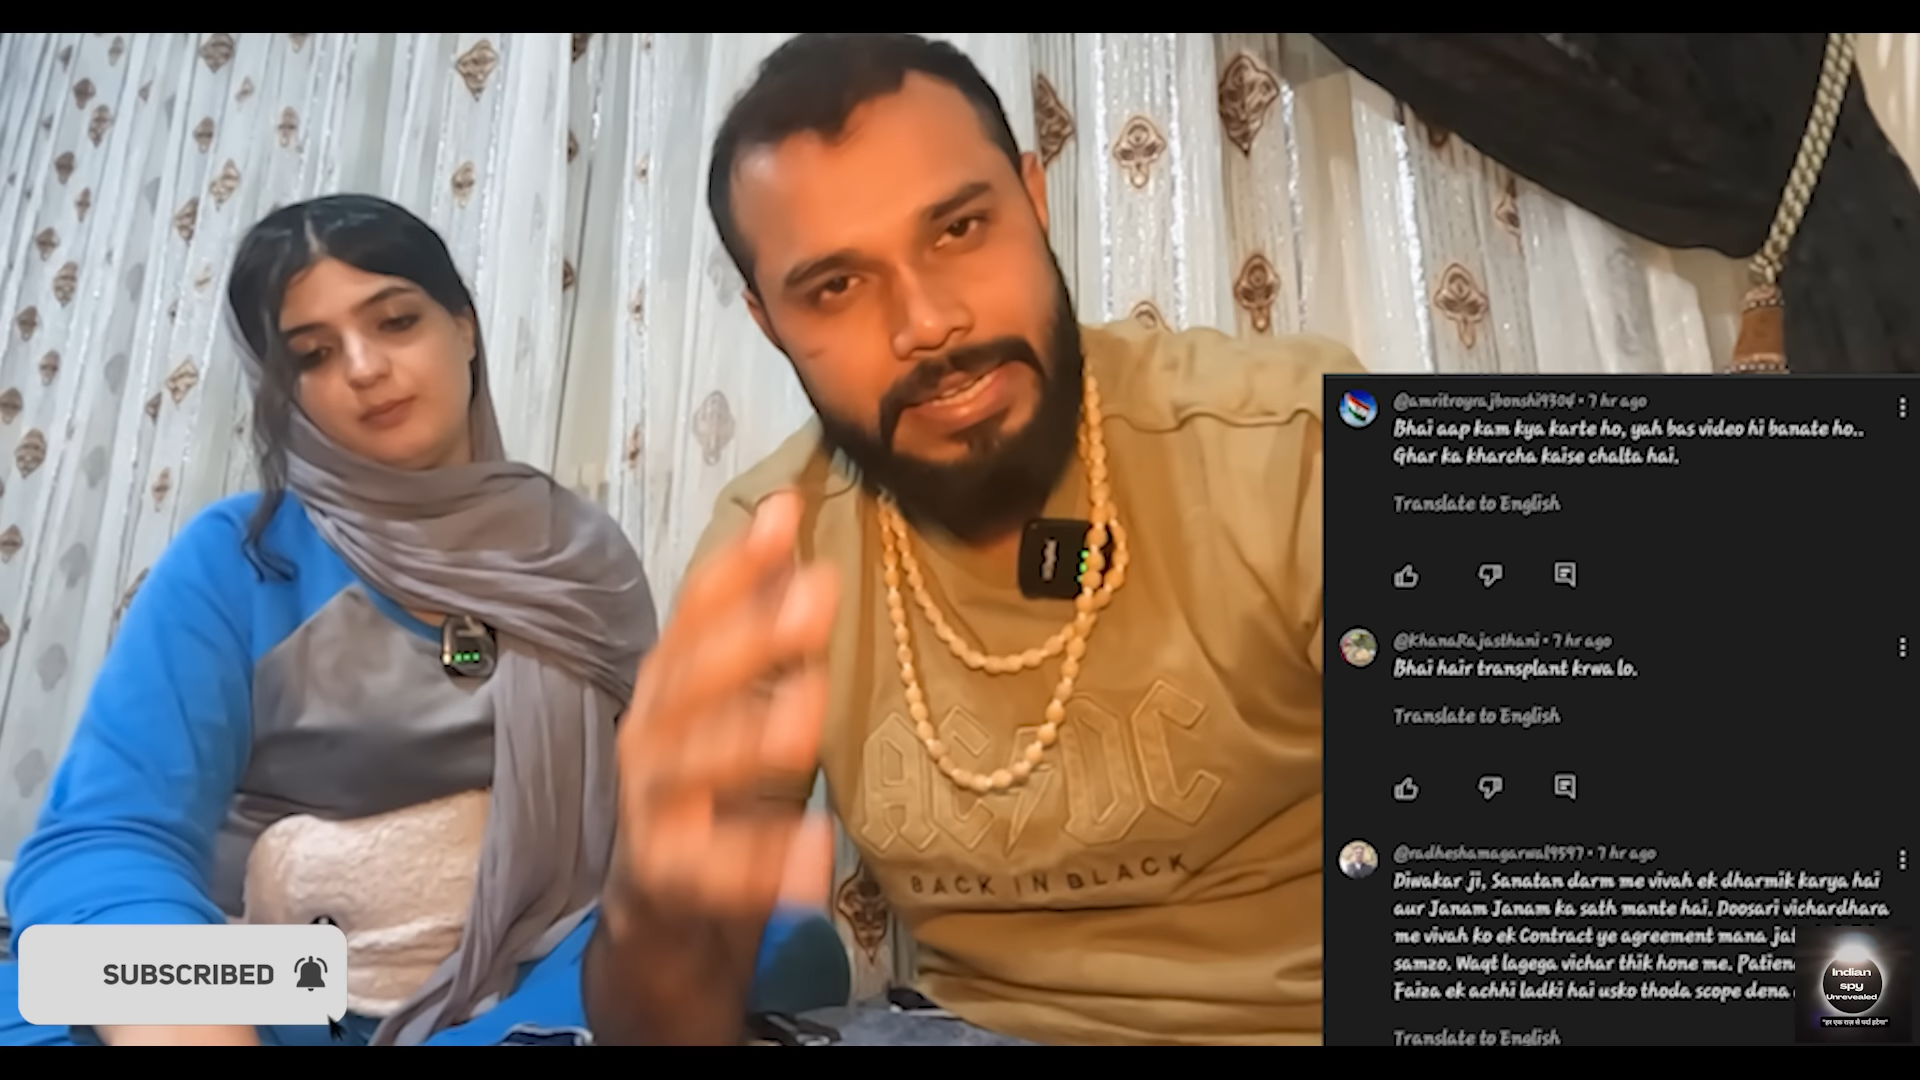 AC DC
BACK IN BLACK
SUBSCRIBED
@amritroyrajbonshi9304 • 7 hr ago
Bhai aap kam kya karte ho, yah bas video hi banate ho..
Ghar ka kharcha kaise chalta hai.
Translate to English
@KhanaRajasthani • 7 hr ago
Bhai hair transplant krwa lo.
Translate to English
@radheshamagarwal9597 • 7 hr ago
Diwakar ji, Sanatan darm me vivah ek dharmik karya hai
aur Janam Janam ka sath mante hai. Doosari vichardhara
me vivah ko ek Contract ye agreement mana
samzo. Waqt lagega vichar thik hone me.
Faiza ek achhi ladki hai usko thoda scope dena
Translate to English
Indian
spy
Unrevealed
"हर एक राज़ से पर्दा हटेगा"